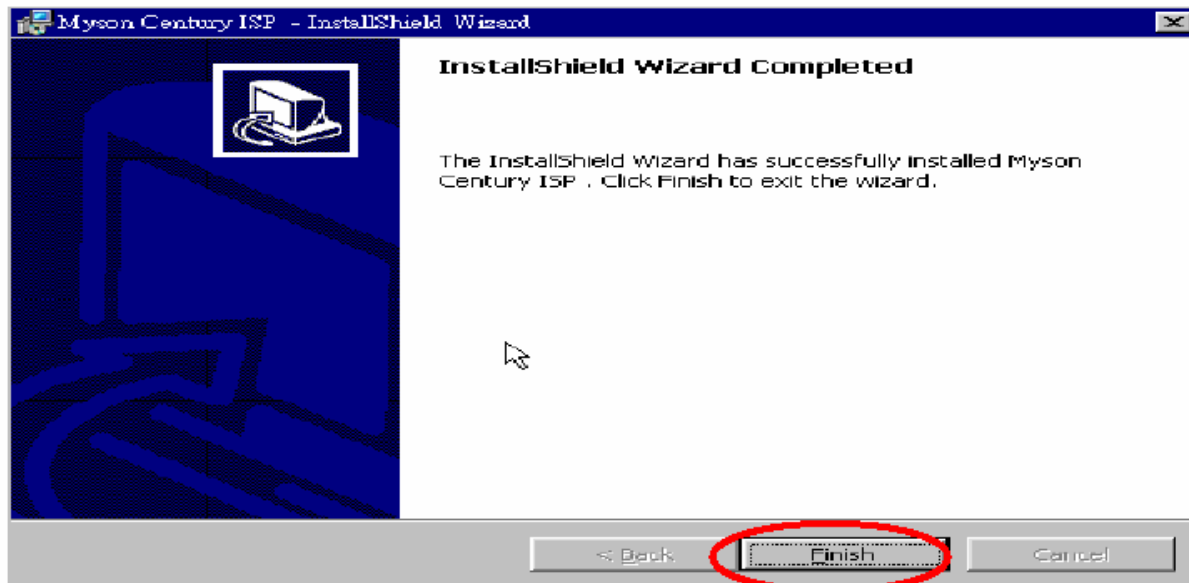 Myson Century ISP - InstallShield Wizard
InstallShield Wizard Completed
The InstallShield Wizard has successfully installed Myson
Century ISP . Click Finish to exit the wizard.
< Back
Finish
Cancel